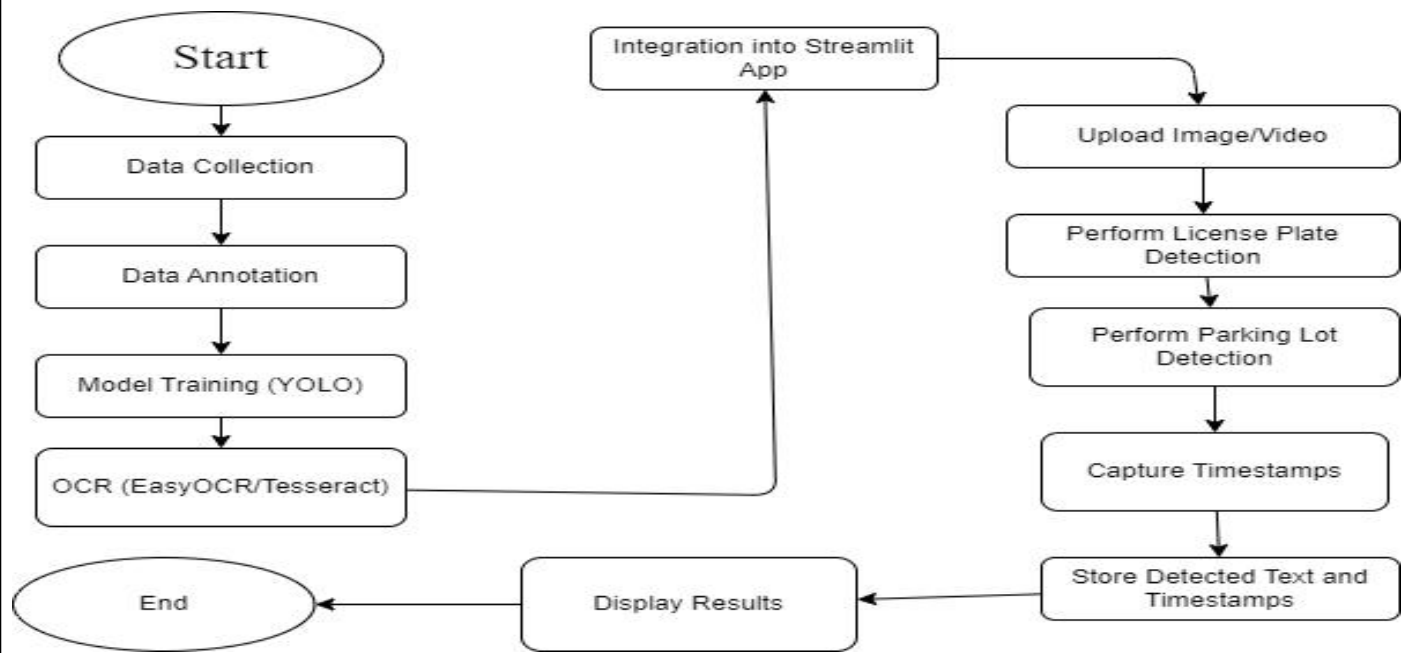 Start
Data Collection
Data Annotation
Model Training (YOLO)
OCR (EasyOCR/Tesseract)
Integration into Streamlit
App
Upload Image/Video
Perform License Plate
Detection
Perform Parking Lot
Detection
Capture Timestamps
Store Detected Text and
Timestamps
Display Results
End